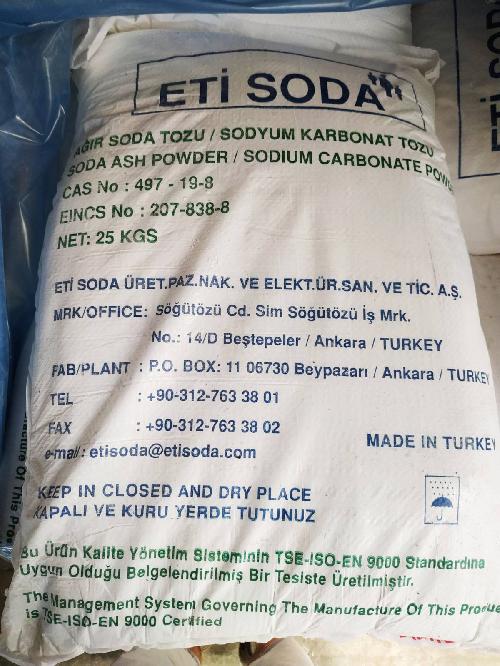 ETİ SODA
AĞIR SODA TOZU / SODYUM KARBONAT TOZU
SODA ASH POWDER / SODIUM CARBONATE POW
CAS No : 497 - 19-8
EINCS No : 207-838-8
NET: 25 KGS
ETİ SODA ÜRET.PAZ.NAK. VE ELEKT.ÜR.SAN. VE TİC. A.Ş.
MRK/OFFICE: Söğütözü Cd. Sim Söğütözü İş Mrk.
No.: 14/D Beştepeler / Ankara / TURKEY
FAB/PLANT : P.O. BOX: 11 06730 Beypazarı / Ankara / TURKEY
TEL : +90-312-763 38 01
FAX : +90-312-763 38 02
e-mail : etisoda@etisoda.com
MADE IN TURKEY
KEEP IN CLOSED AND DRY PLACE
KAPALI VE KURU YERDE TUTUNUZ
Bu Ürün Kalite Yönetim Sisteminin TSE-ISO-EN 9000 Standardına
Uygun Olduğu Belgelendirilmiş Bir Tesiste Üretilmiştir.
The Management System Governing The Manufacture Of This Produ
is TSE-ISO-EN 9000 Certified